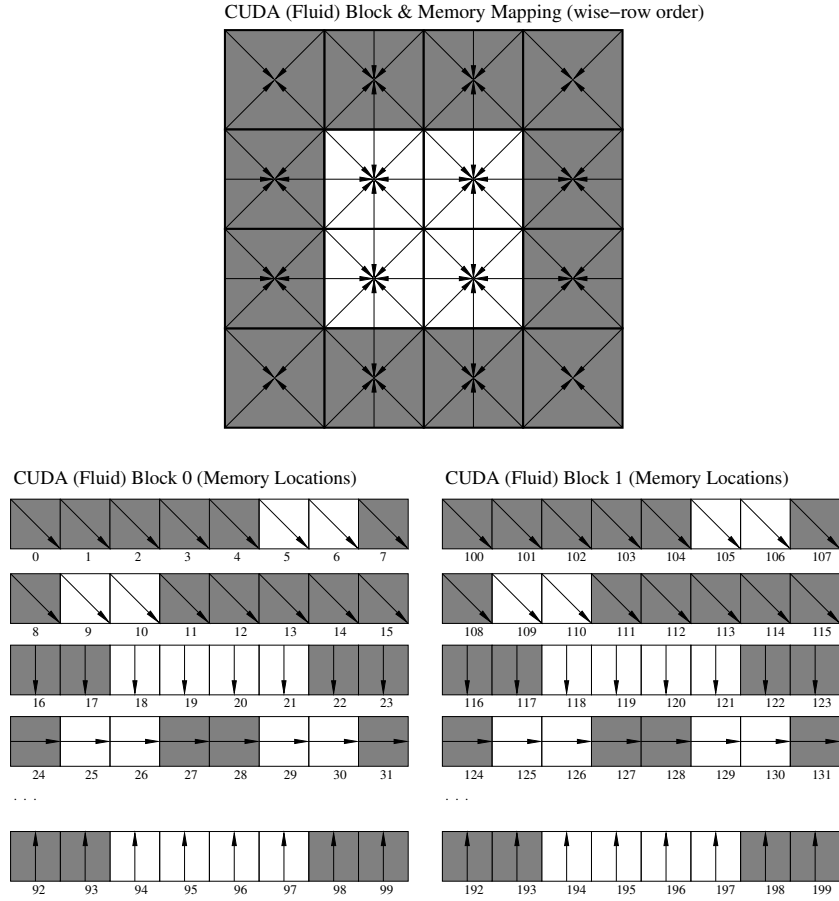 CUDA (Fluid) Block & Memory Mapping (wise−row order)
CUDA (Fluid) Block 0 (Memory Locations)
0 1 2 3 4 5 6 7
8 9 10 11 12 13 14 15
16 17 18 19 20 21 22 23
24 25 26 27 28 29 30 31
. . .
92 93 94 95 96 97 98 99
CUDA (Fluid) Block 1 (Memory Locations)
100 101 102 103 104 105 106 107
108 109 110 111 112 113 114 115
116 117 118 119 120 121 122 123
124 125 126 127 128 129 130 131
. . .
192 193 194 195 196 197 198 199